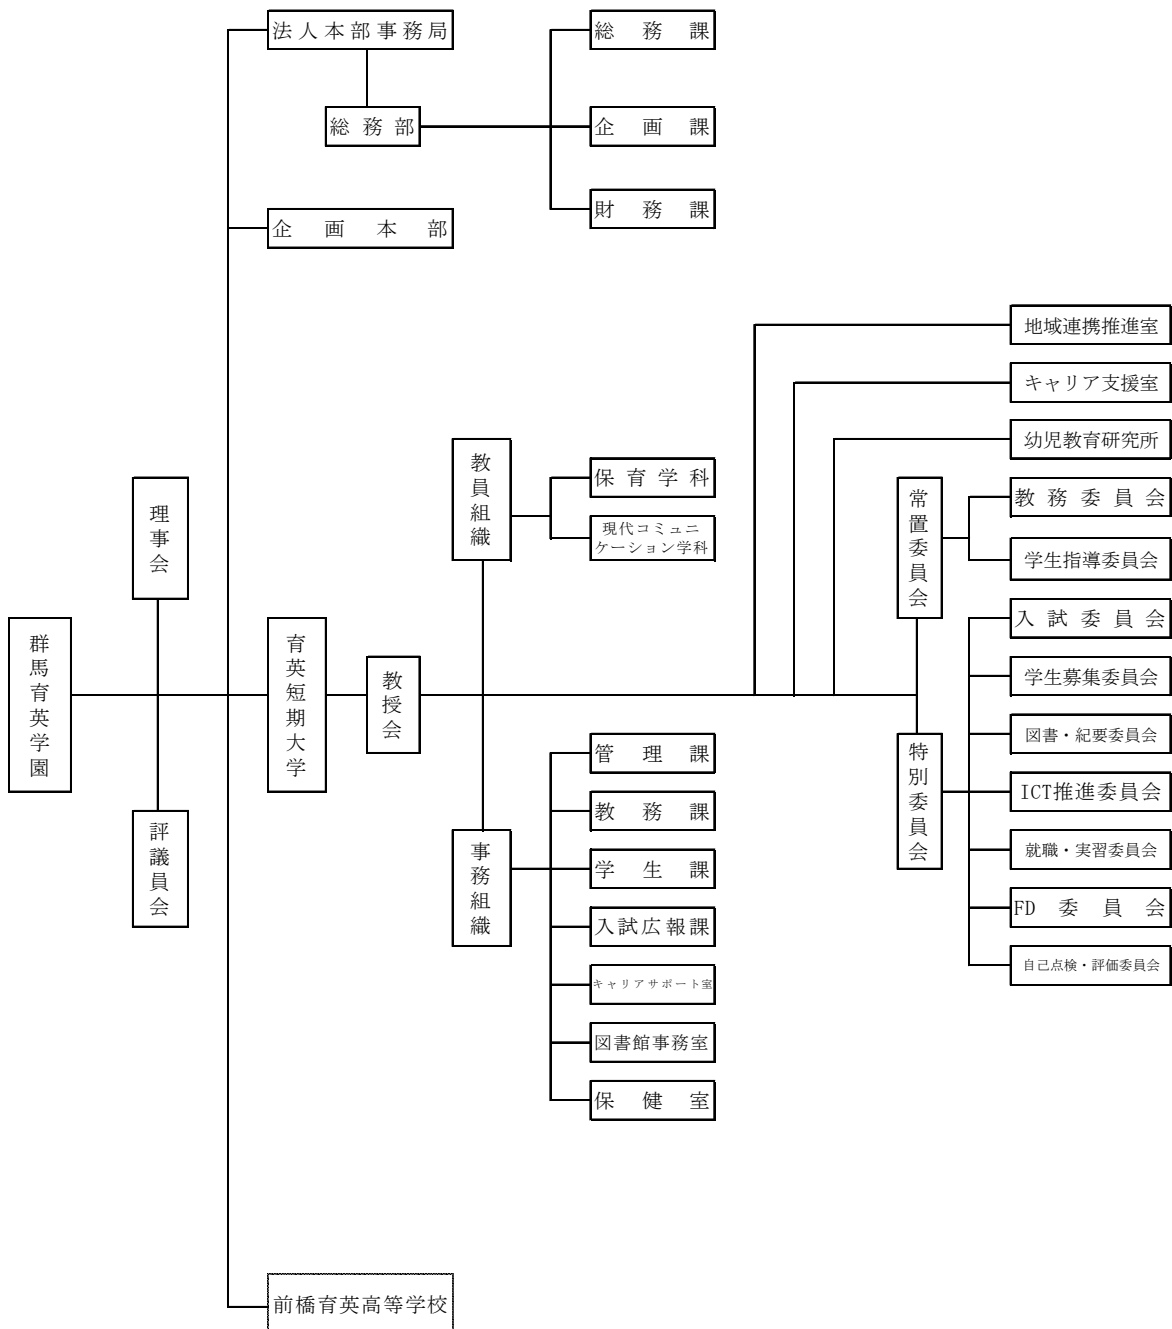 法人本部事務局
総務部
総務課
企画課
財務課
企画本部
地域連携推進室
キャリア支援室
幼児教育研究所
教員組織
保育学科
現代コミュニ
ケーション学科
常置委員会
教務委員会
学生指導委員会
理事会
群馬育英学園
評議員会
育英短期大学
教授会
入試委員会
学生募集委員会
図書・紀要委員会
特別委員会
ICT推進委員会
就職・実習委員会
FD委員会
自己点検・評価委員会
事務組織
管理課
教務課
学生課
入試広報課
キャリアサポート室
図書館事務室
保健室
前橋育英高等学校